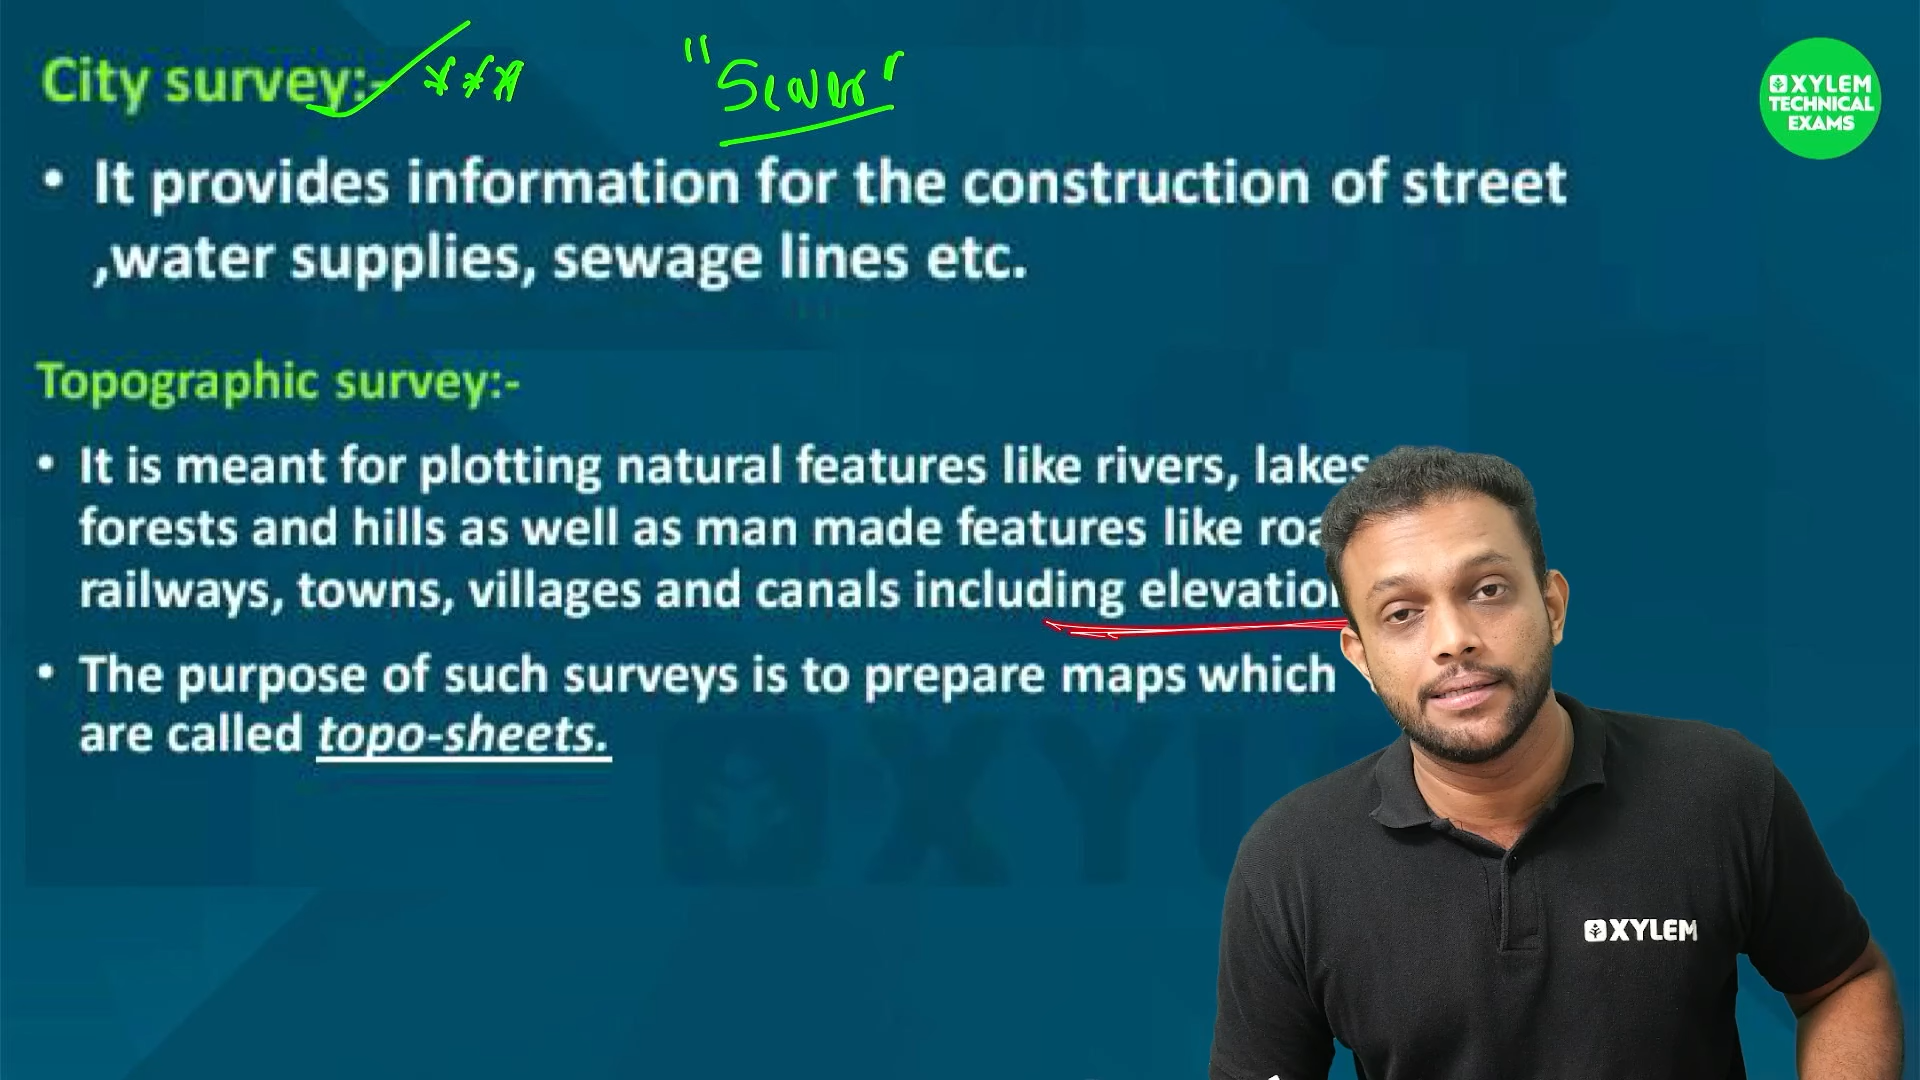 City survey:- *** "Sewer"
XYLEM
TECHNICAL
EXAMS
• It provides information for the construction of street
,water supplies, sewage lines etc.
Topographic survey:-
• It is meant for plotting natural features like rivers, lakes
forests and hills as well as man made features like
railways, towns, villages and canals including
• The purpose of such surveys is to prepare maps which
are called topo-sheets.
XYLEM